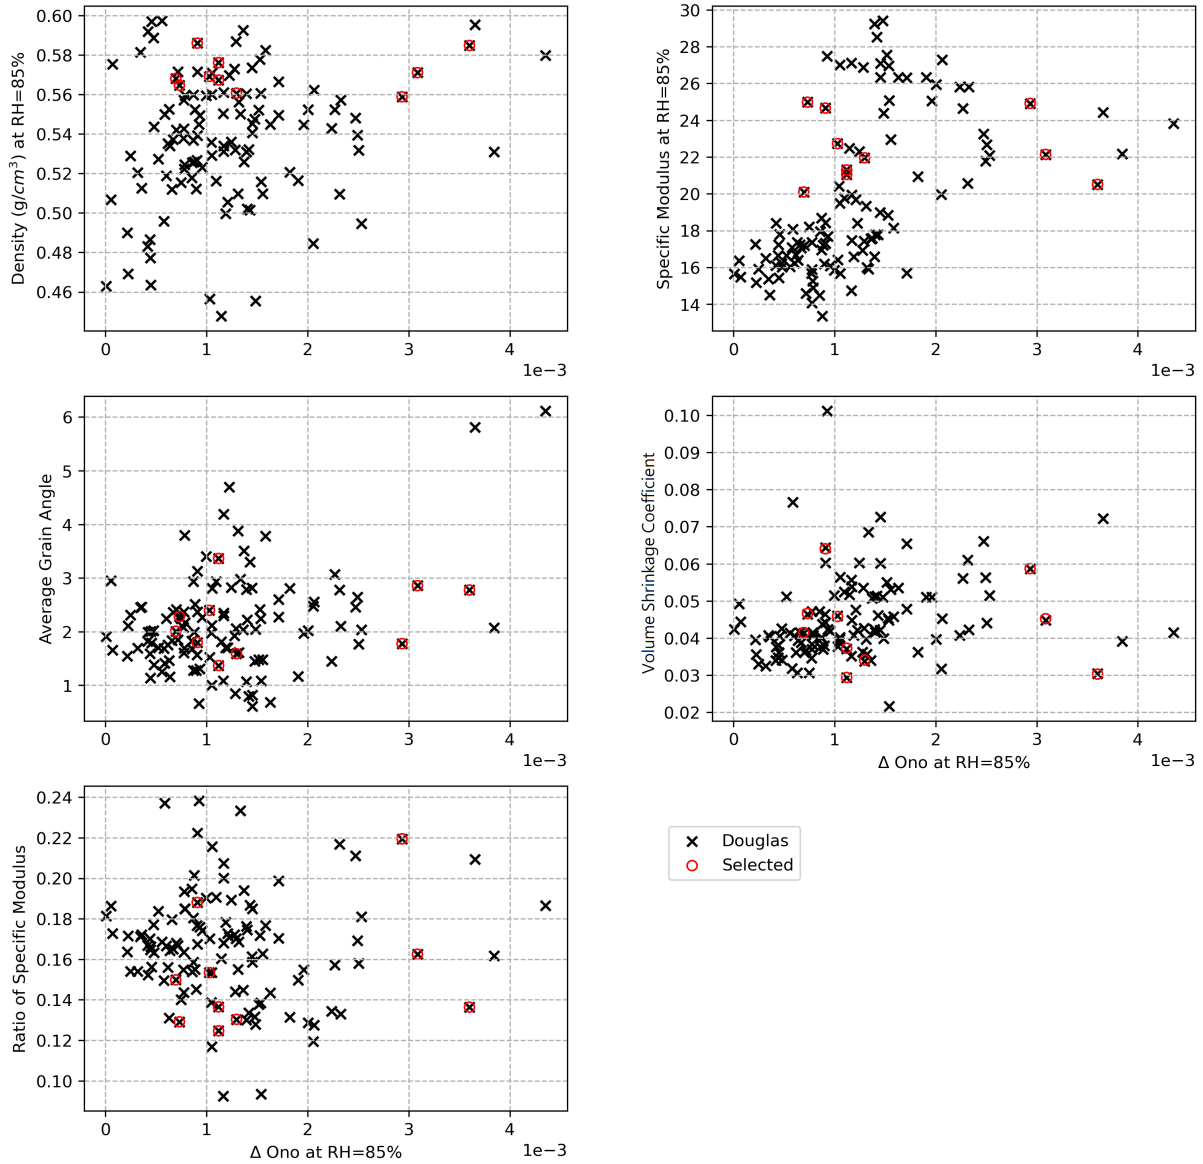 Density (g/cm³) at RH=85%
0.60
0.58
0.56
0.54
0.52
0.50
0.48
0.46
0 1 2 3 4
1e−3
Specific Modulus at RH=85%
30
28
26
24
22
20
18
16
14
0 1 2 3 4
1e−3
Average Grain Angle
6
5
4
3
2
1
0 1 2 3 4
1e−3
Volume Shrinkage Coefficient
0.10
0.09
0.08
0.07
0.06
0.05
0.04
0.03
0.02
0 1 2 3 4
Δ Ono at RH=85%
1e−3
Ratio of Specific Modulus
0.24
0.22
0.20
0.18
0.16
0.14
0.12
0.10
0 1 2 3 4
Δ Ono at RH=85%
1e−3
Douglas
Selected